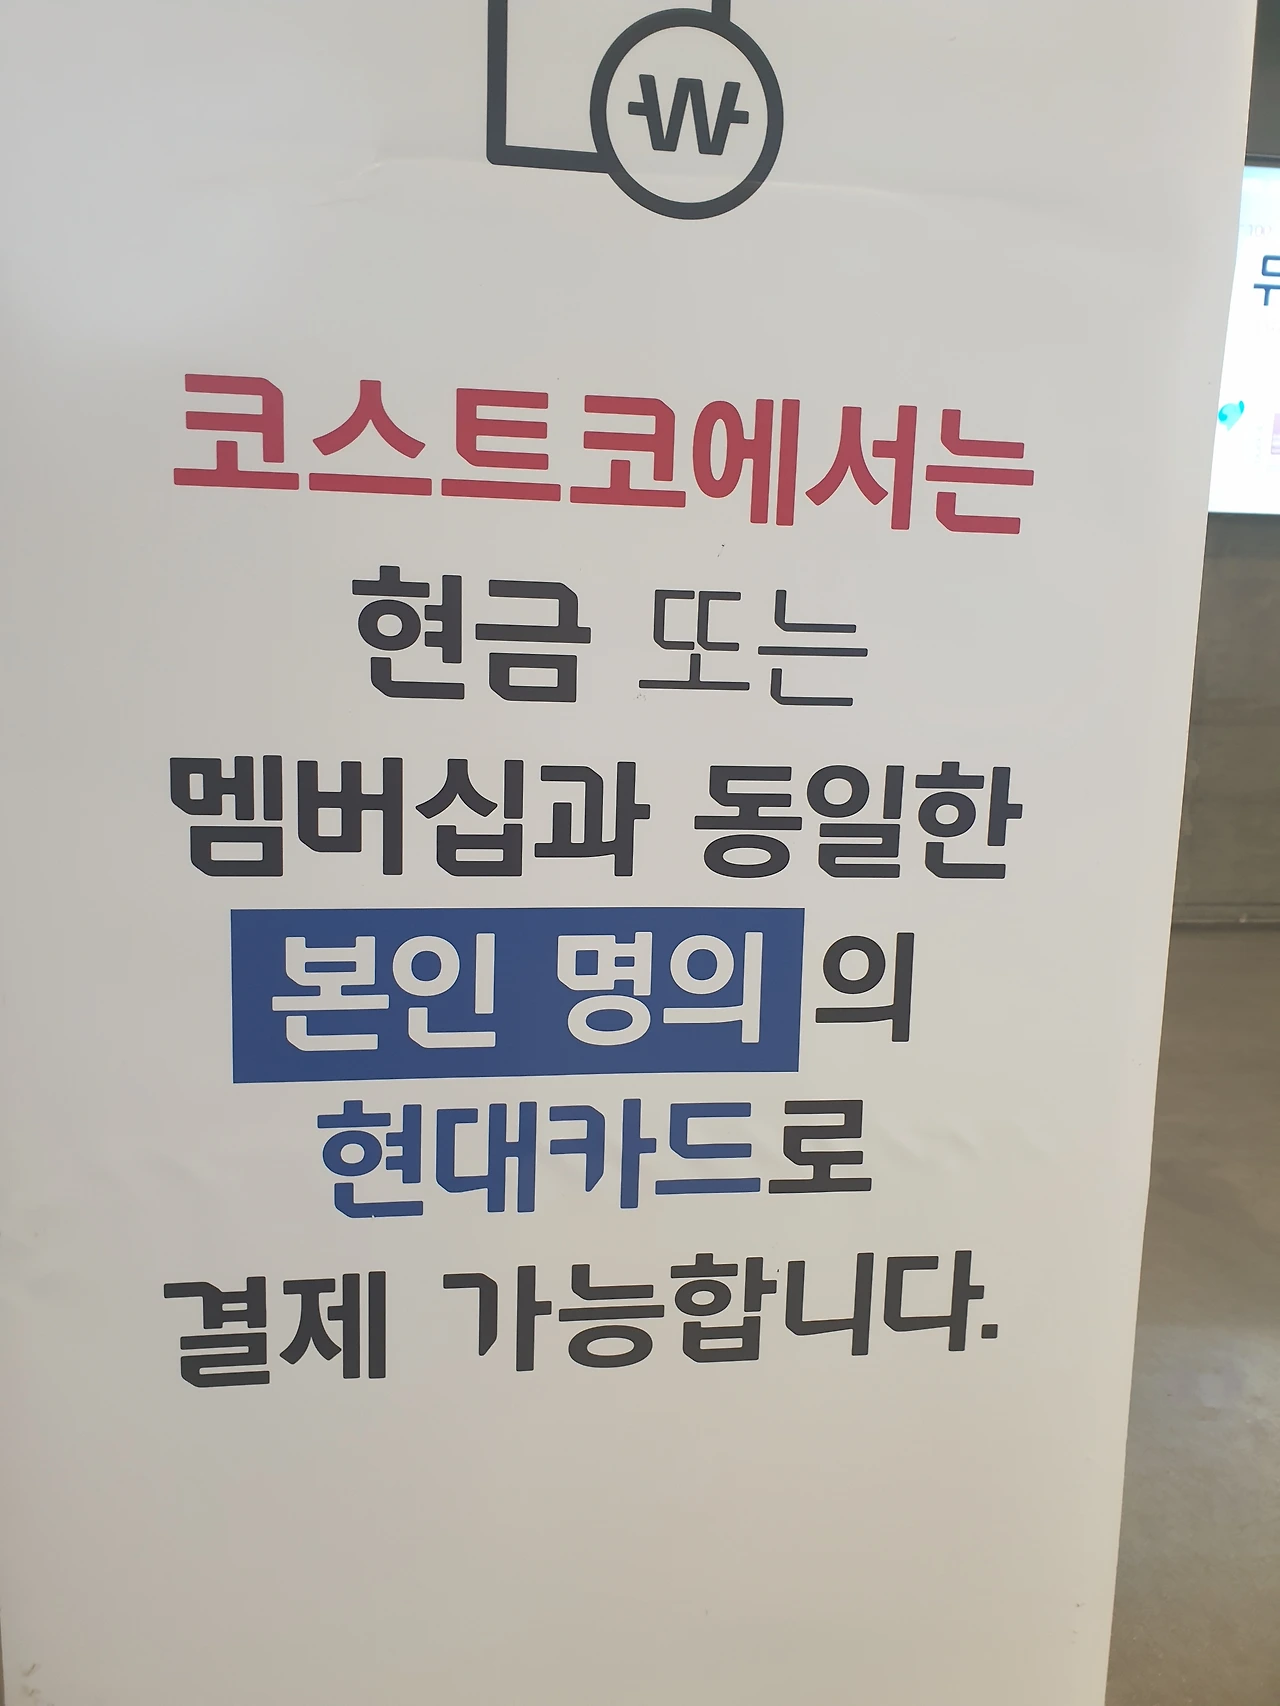 ₩
코스트코에서는
현금 또는
멤버십과 동일한
본인 명의 의
현대카드로
결제 가능합니다.